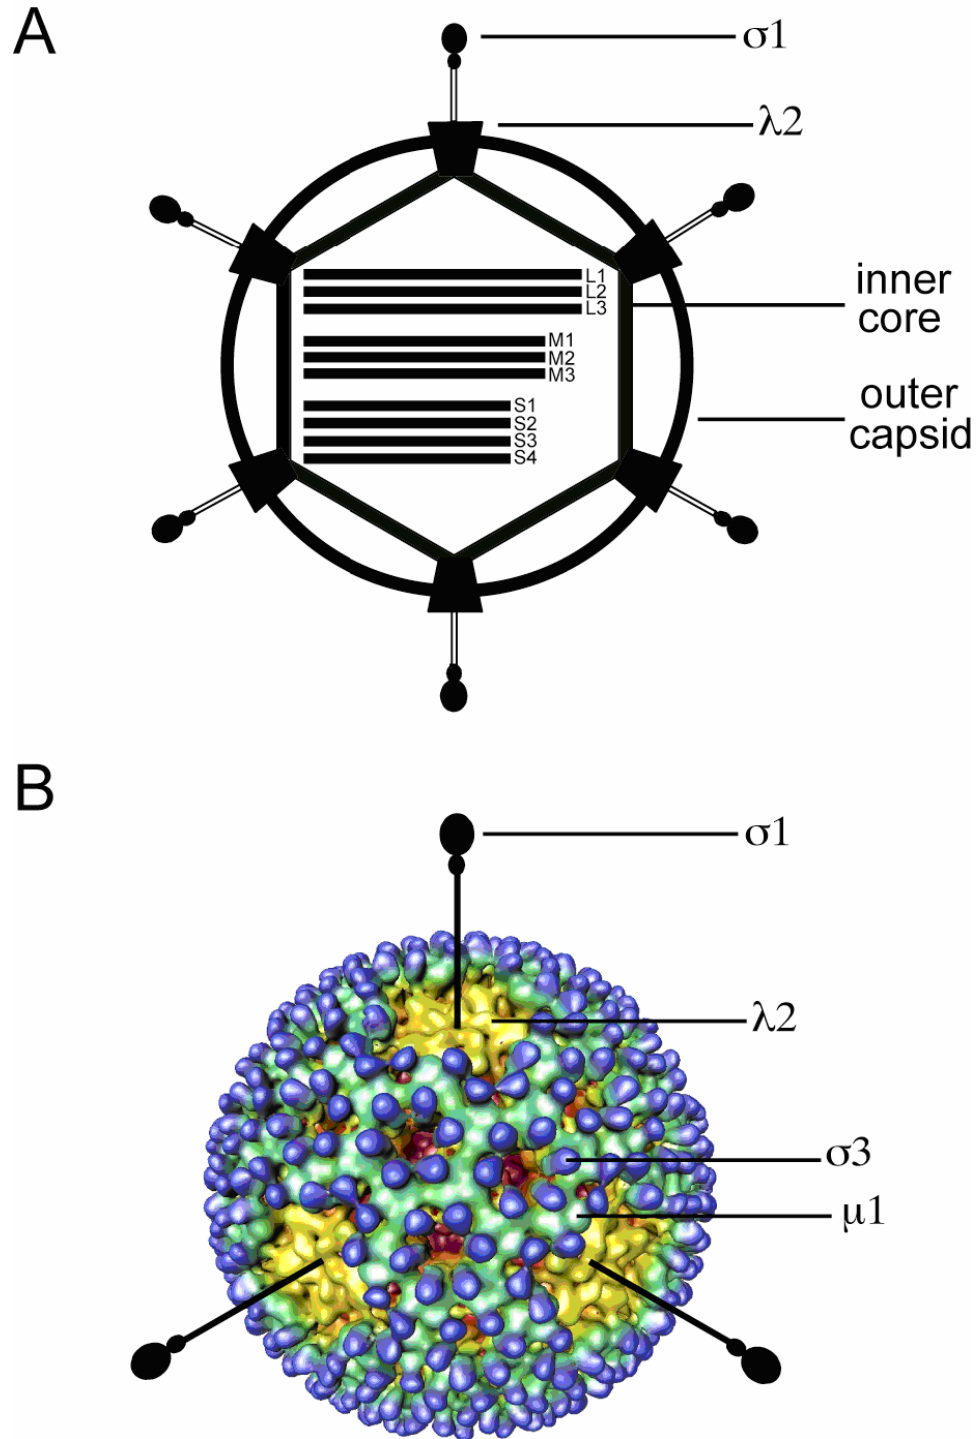 A
σ1
λ2
L1
L2
L3
inner
core
M1
M2
M3
outer
capsid
S1
S2
S3
S4
B
σ1
λ2
σ3
μ1